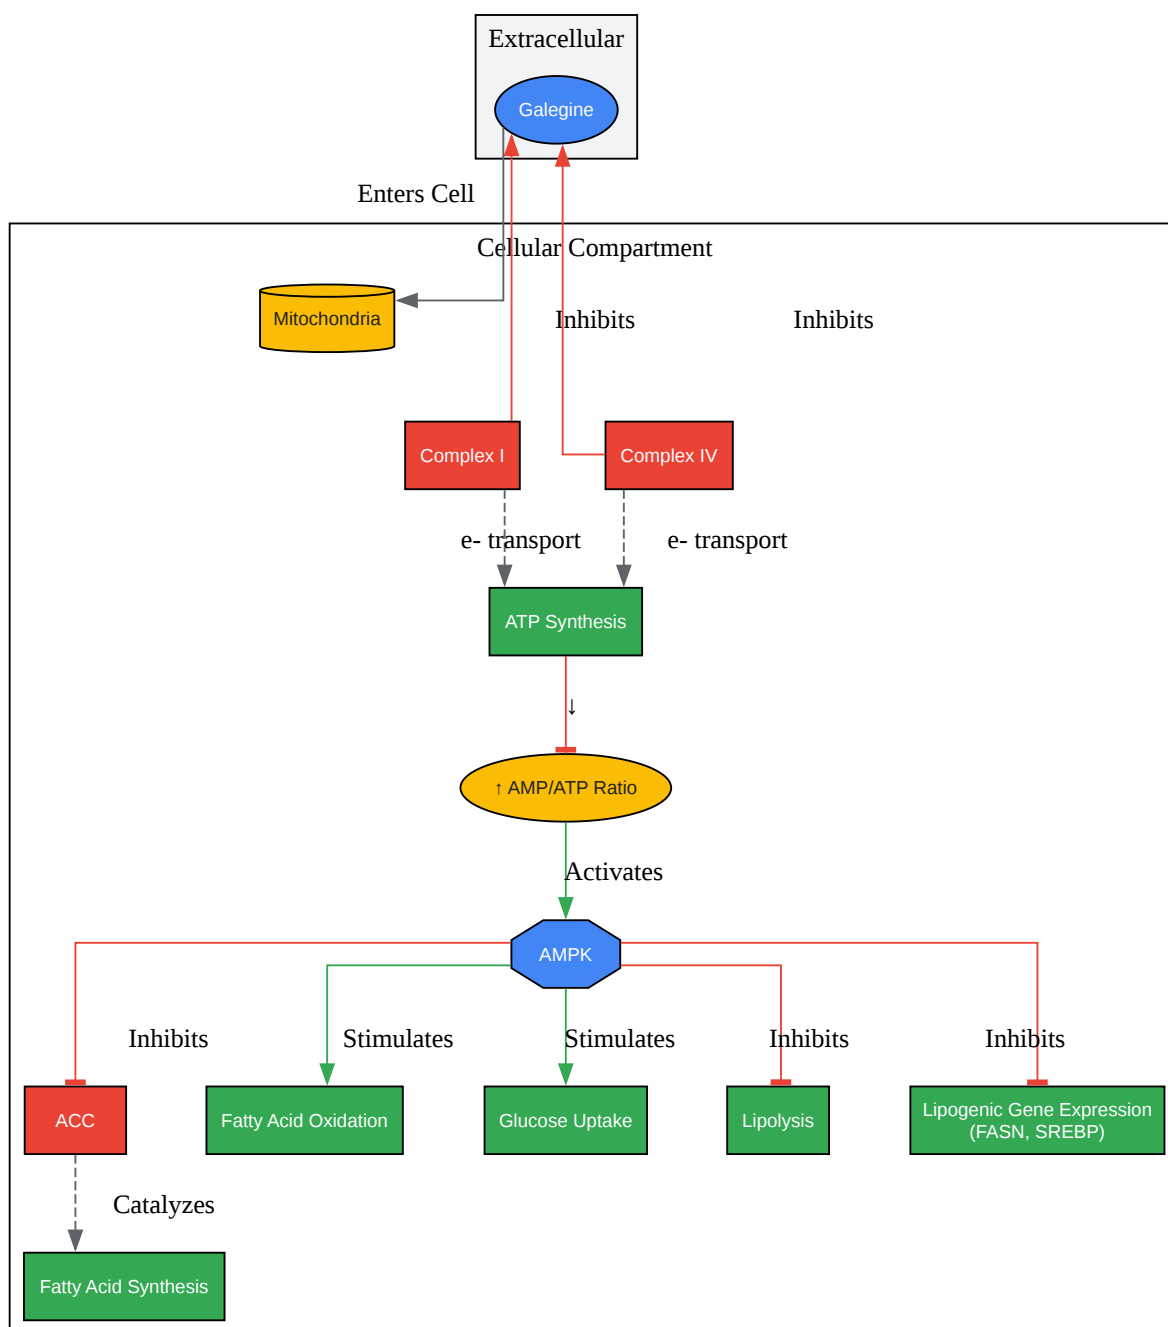 Extracellular
Galegine
Enters Cell
Cellular Compartment
Mitochondria
Inhibits
Inhibits
Complex I
Complex IV
e- transport
e- transport
ATP Synthesis
↓
↑ AMP/ATP Ratio
Activates
AMPK
Inhibits
Stimulates
Stimulates
Inhibits
Inhibits
ACC
Fatty Acid Oxidation
Glucose Uptake
Lipolysis
Lipogenic Gene Expression
(FASN, SREBP)
Catalyzes
Fatty Acid Synthesis